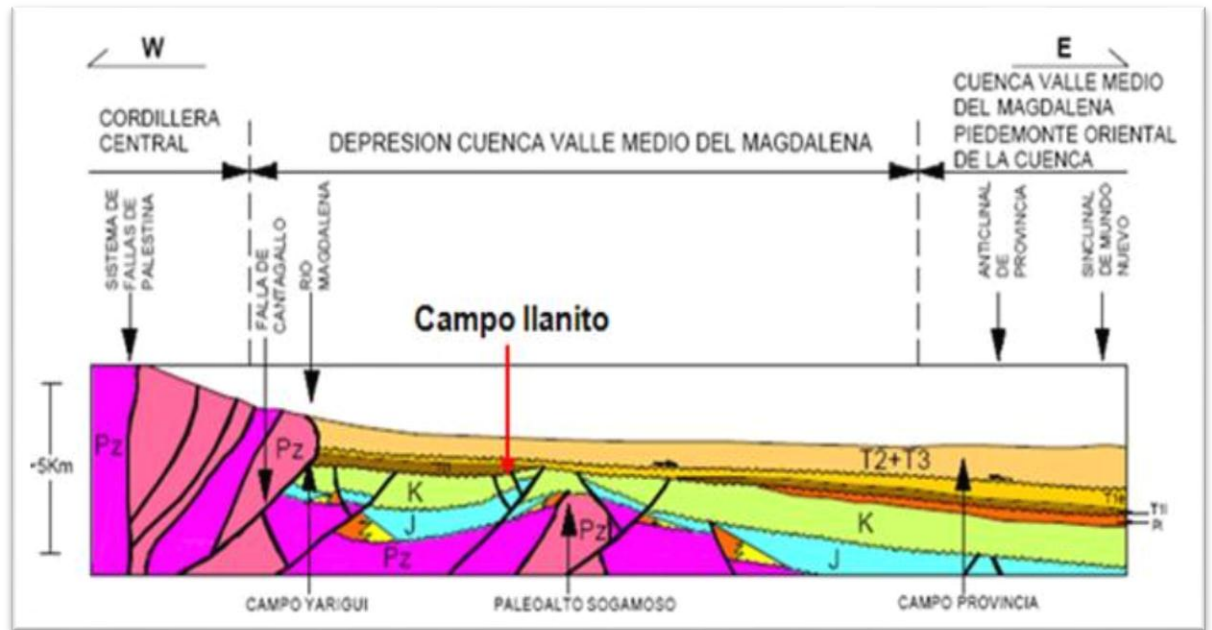 W
E
CORDILLERA
CENTRAL
DEPRESION CUENCA VALLE MEDIO DEL MAGDALENA
CUENCA VALLE MEDIO
DEL MAGDALENA
PIEDEMONTE ORIENTAL
DE LA CUENCA
SISTEMA DE
FALLAS DE
PALESTINA
FALLA DE
CANTAGALLO
RIO
MAGDALENA
ANTICLINAL
DE
PROVINCIA
SINCLINAL
DE MUNDO
NUEVO
Campo llanito
Pz
Pz
T2+T3
K
K
J
J
Pz
Pz
CAMPO YARIGUI
PALEOALTO SOGAMOSO
CAMPO PROVINCIA